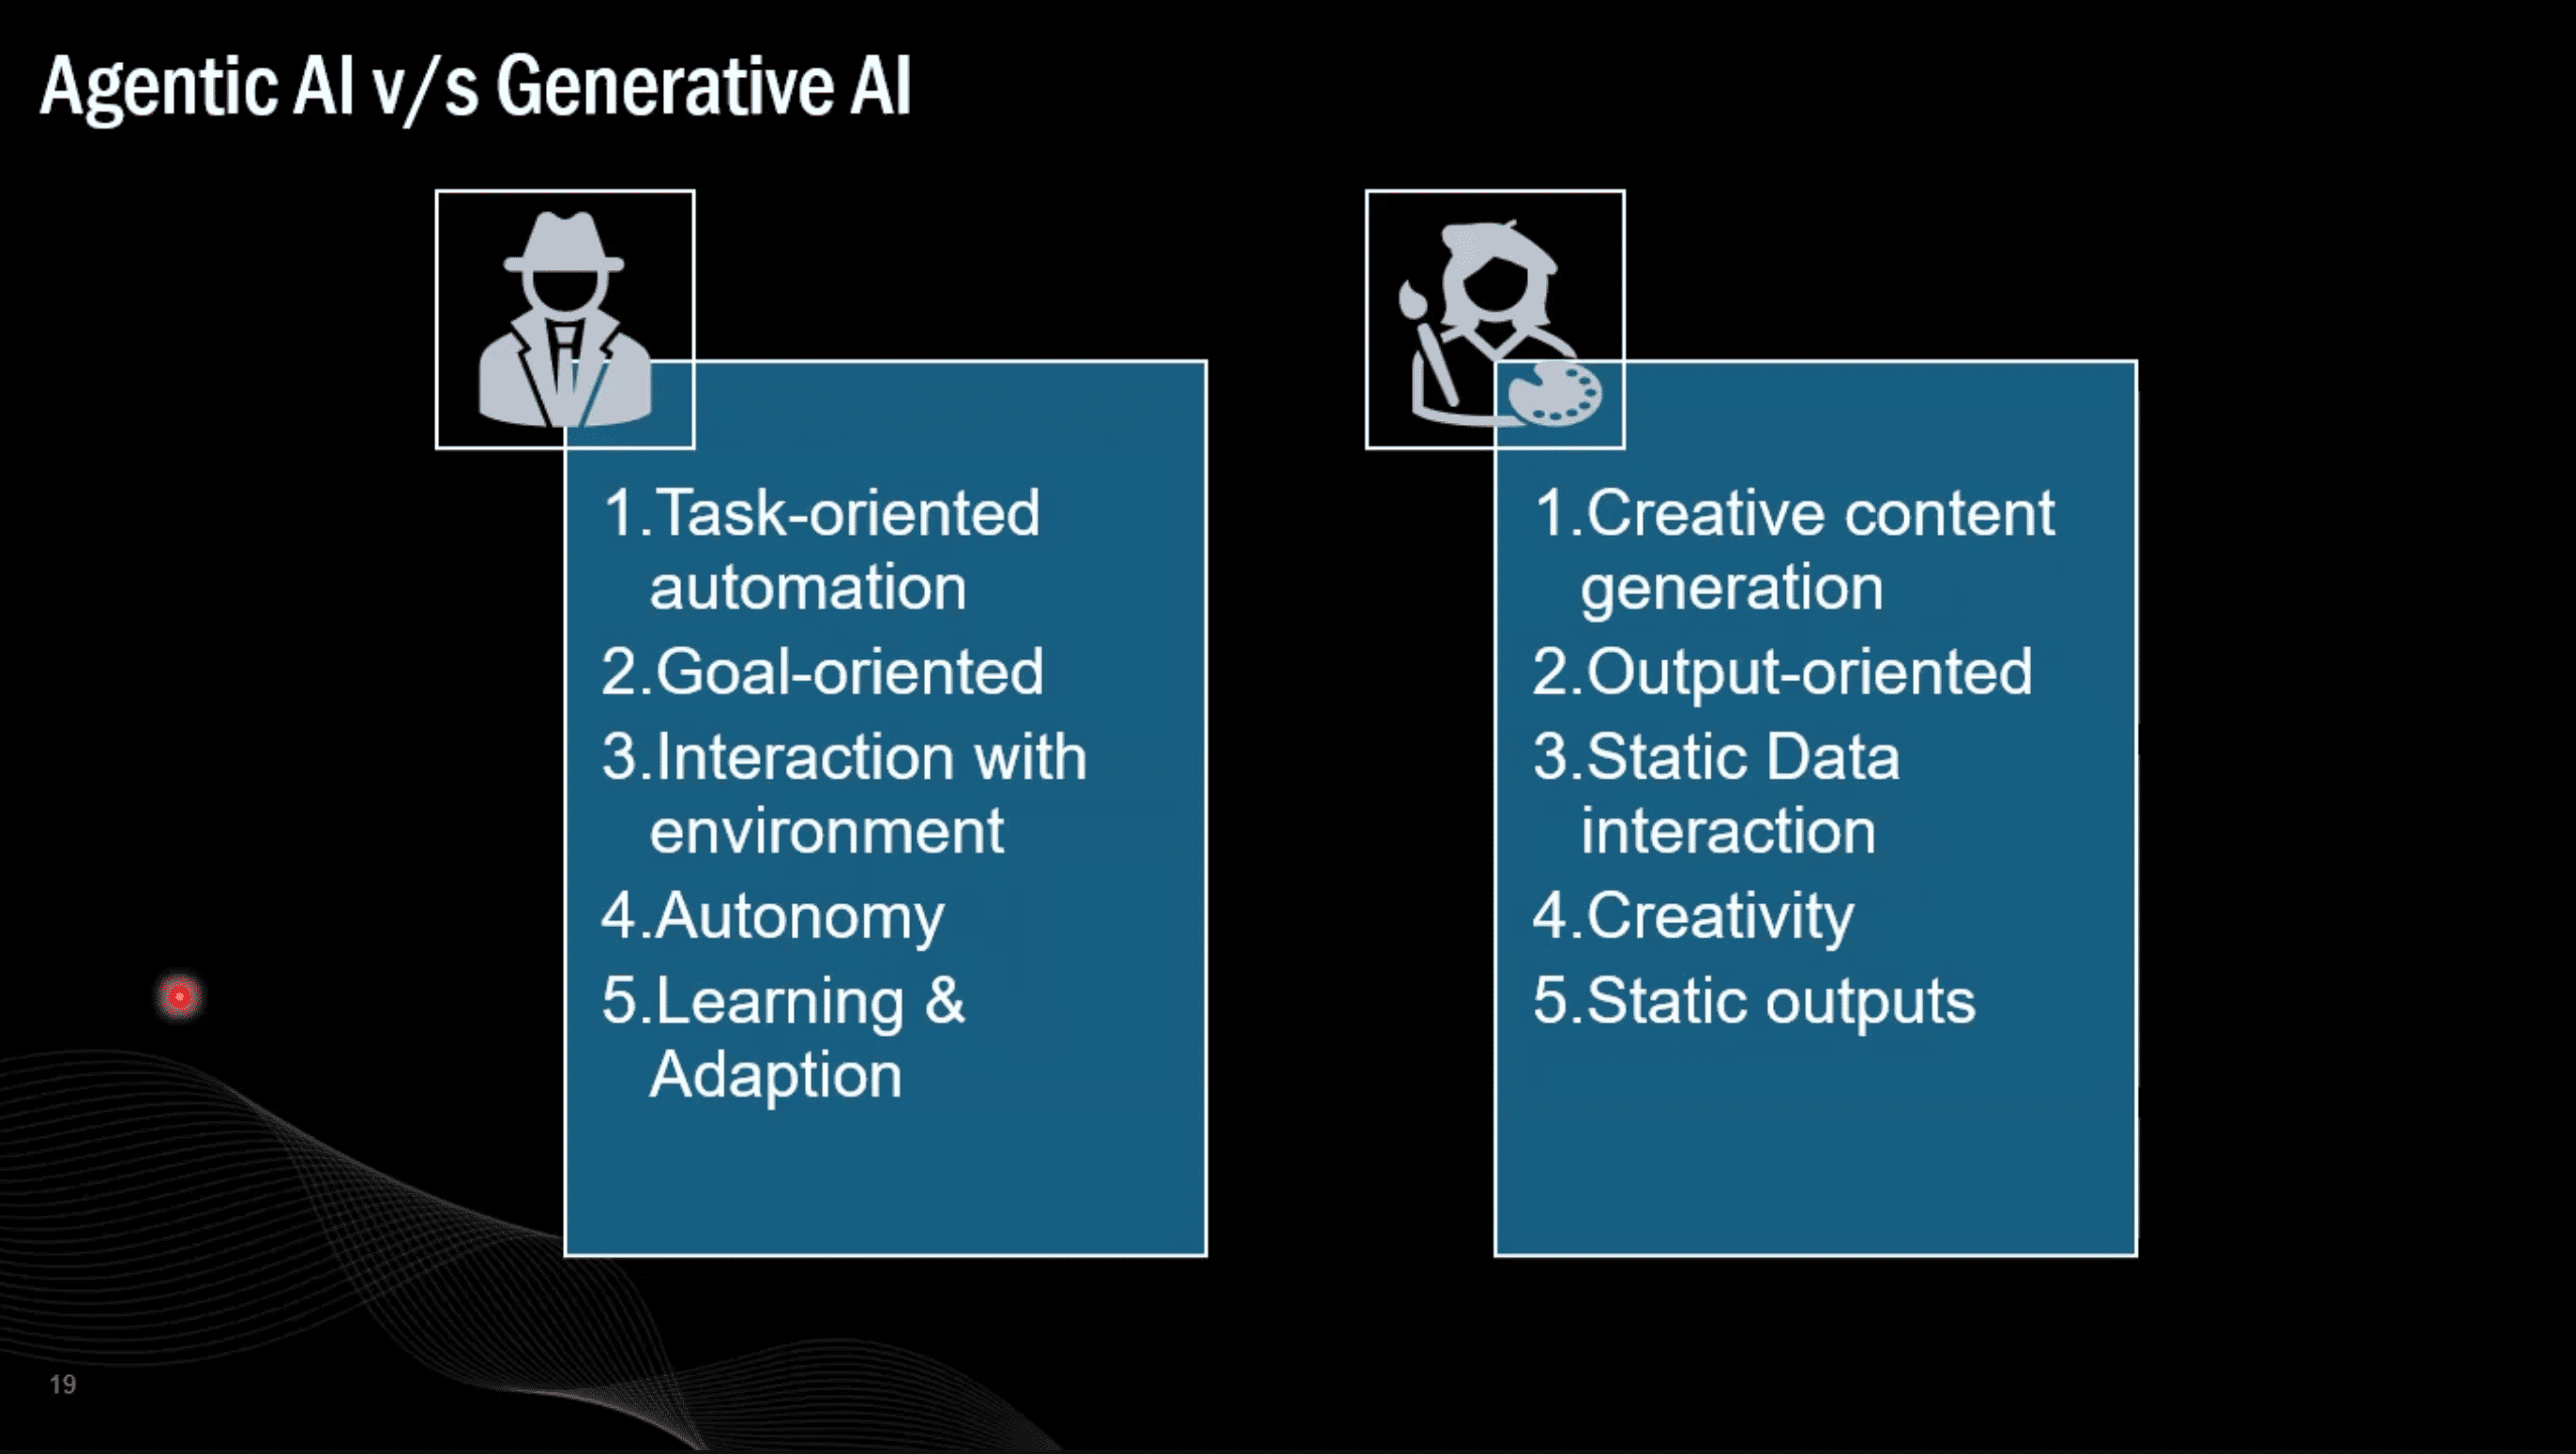 Agentic AI v/s Generative AI
1.Task-oriented
automation
2.Goal-oriented
3.Interaction with
environment
4.Autonomy
5.Learning &
Adaption
1.Creative content
generation
2.Output-oriented
3.Static Data
interaction
4.Creativity
5.Static outputs
19